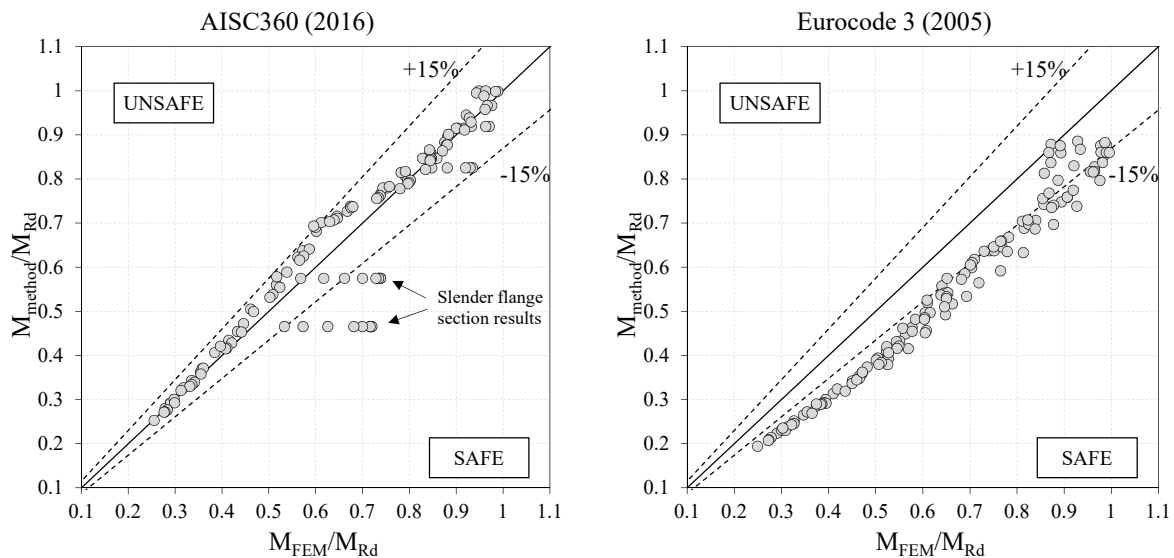 AISC360 (2016)
1.1
1
0.9
0.8
0.7
0.6
0.5
0.4
0.3
0.2
0.1
M_method/M_Rd
UNSAFE
+15%
-15%
Slender flange
section results
SAFE
0.1 0.2 0.3 0.4 0.5 0.6 0.7 0.8 0.9 1 1.1
M_FEM/M_Rd
Eurocode 3 (2005)
1.1
1
0.9
0.8
0.7
0.6
0.5
0.4
0.3
0.2
0.1
M_method/M_Rd
UNSAFE
+15%
-15%
SAFE
0.1 0.2 0.3 0.4 0.5 0.6 0.7 0.8 0.9 1 1.1
M_FEM/M_Rd